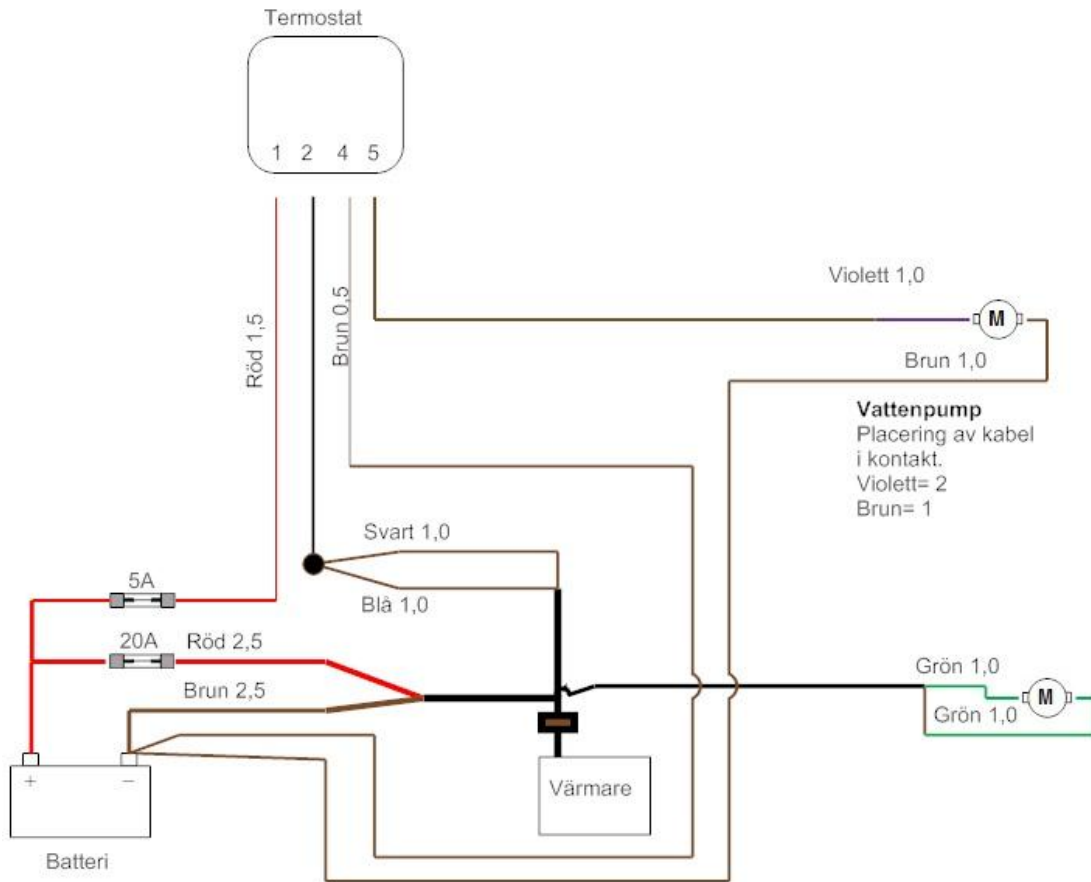 Termostat
1 2 4 5
Violett 1,0
M
Röd 1,5
Brun 0,5
Brun 1,0
Vattenpump
Placering av kabel
i kontakt.
Violett= 2
Brun= 1
Svart 1,0
5A
Blå 1,0
20A
Röd 2,5
Brun 2,5
Grön 1,0
M
Grön 1,0
+ −
Värmare
Batteri